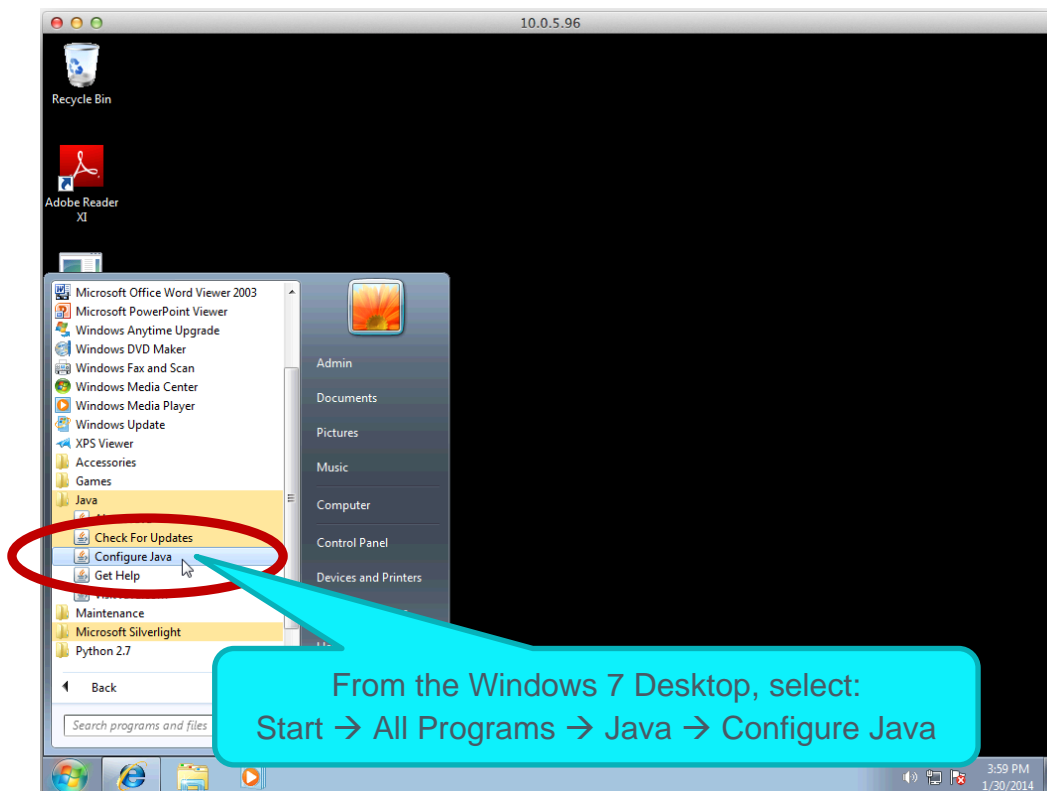 10.0.5.96
Recycle Bin
Adobe Reader
XI
Microsoft Office Word Viewer 2003
Microsoft PowerPoint Viewer
Windows Anytime Upgrade
Windows DVD Maker
Windows Fax and Scan
Windows Media Center
Windows Media Player
Windows Update
XPS Viewer
Accessories
Games
Java
Check For Updates
Configure Java
Get Help
Maintenance
Microsoft Silverlight
Python 2.7
Back
Search programs and files
Admin
Documents
Pictures
Music
Computer
Control Panel
Devices and Printers
From the Windows 7 Desktop, select:
Start → All Programs → Java → Configure Java
3:59 PM
1/30/2014